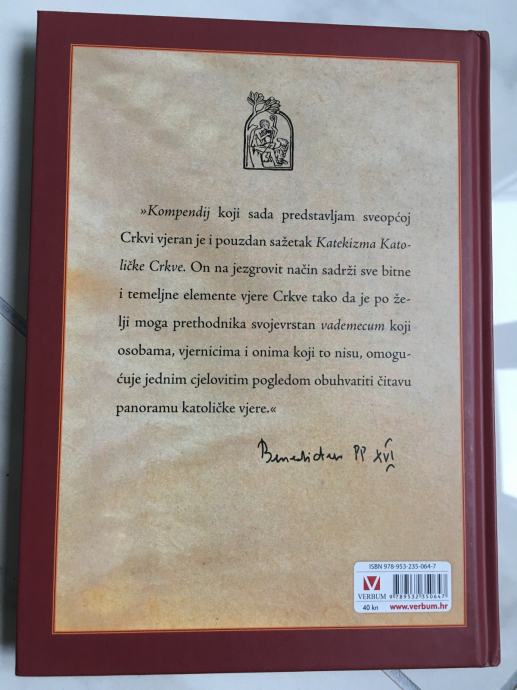 »Kompendij koji sada predstavljam sveopćoj
Crkvi vjeran je i pouzdan sažetak Katekizma Kato-
ličke Crkve. On na jezgrovit način sadrži sve bitne
i temeljne elemente vjere Crkve tako da je po že-
lji moga prethodnika svojevrstan vademecum koji
osobama, vjernicima i onima koji to nisu, omogu-
ćuje jednim cjelovitim pogledom obuhvatiti čitavu
panoramu katoličke vjere.«
Benedictus PP XVI
ISBN 978-953-235-064-7
VERBUM
9 789532 350647
40 kn
www.verbum.hr